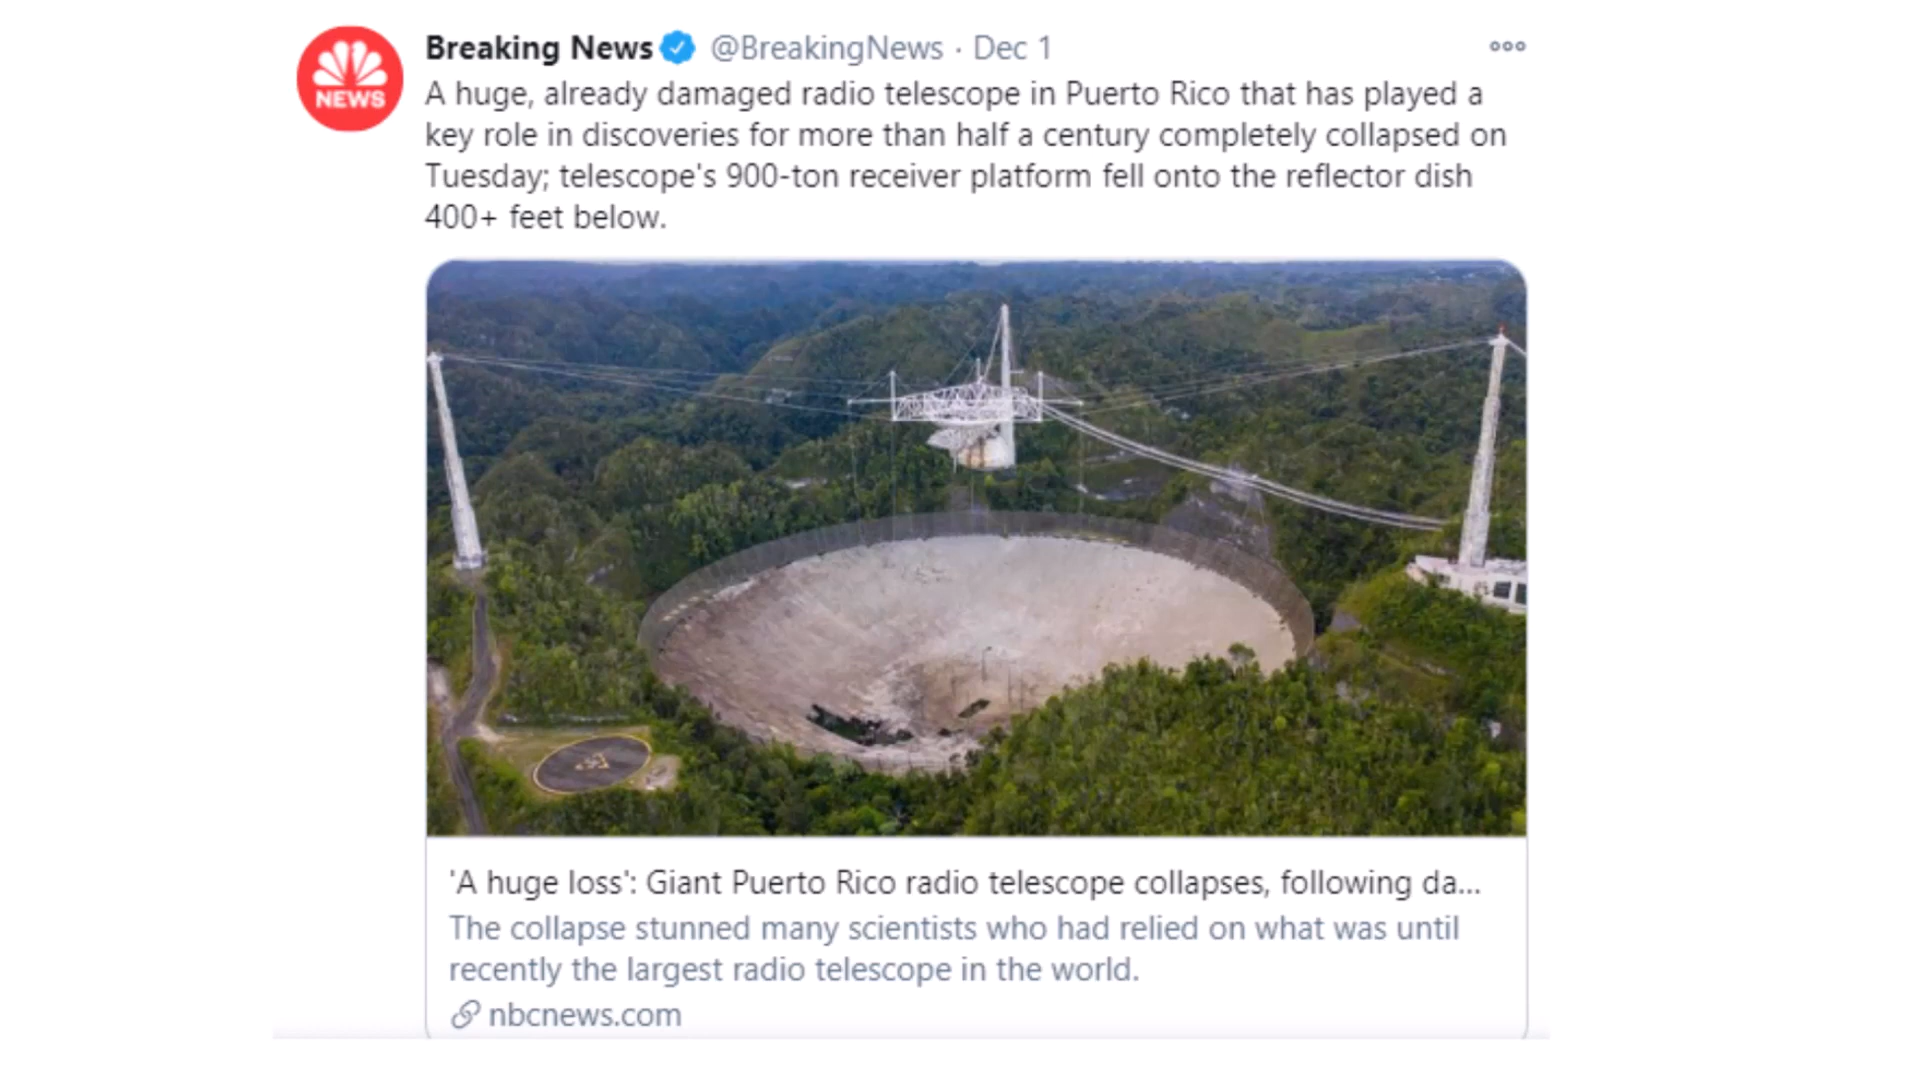 Breaking News @BreakingNews · Dec 1
NEWS
A huge, already damaged radio telescope in Puerto Rico that has played a
key role in discoveries for more than half a century completely collapsed on
Tuesday; telescope's 900-ton receiver platform fell onto the reflector dish
400+ feet below.
'A huge loss': Giant Puerto Rico radio telescope collapses, following da...
The collapse stunned many scientists who had relied on what was until
recently the largest radio telescope in the world.
nbcnews.com